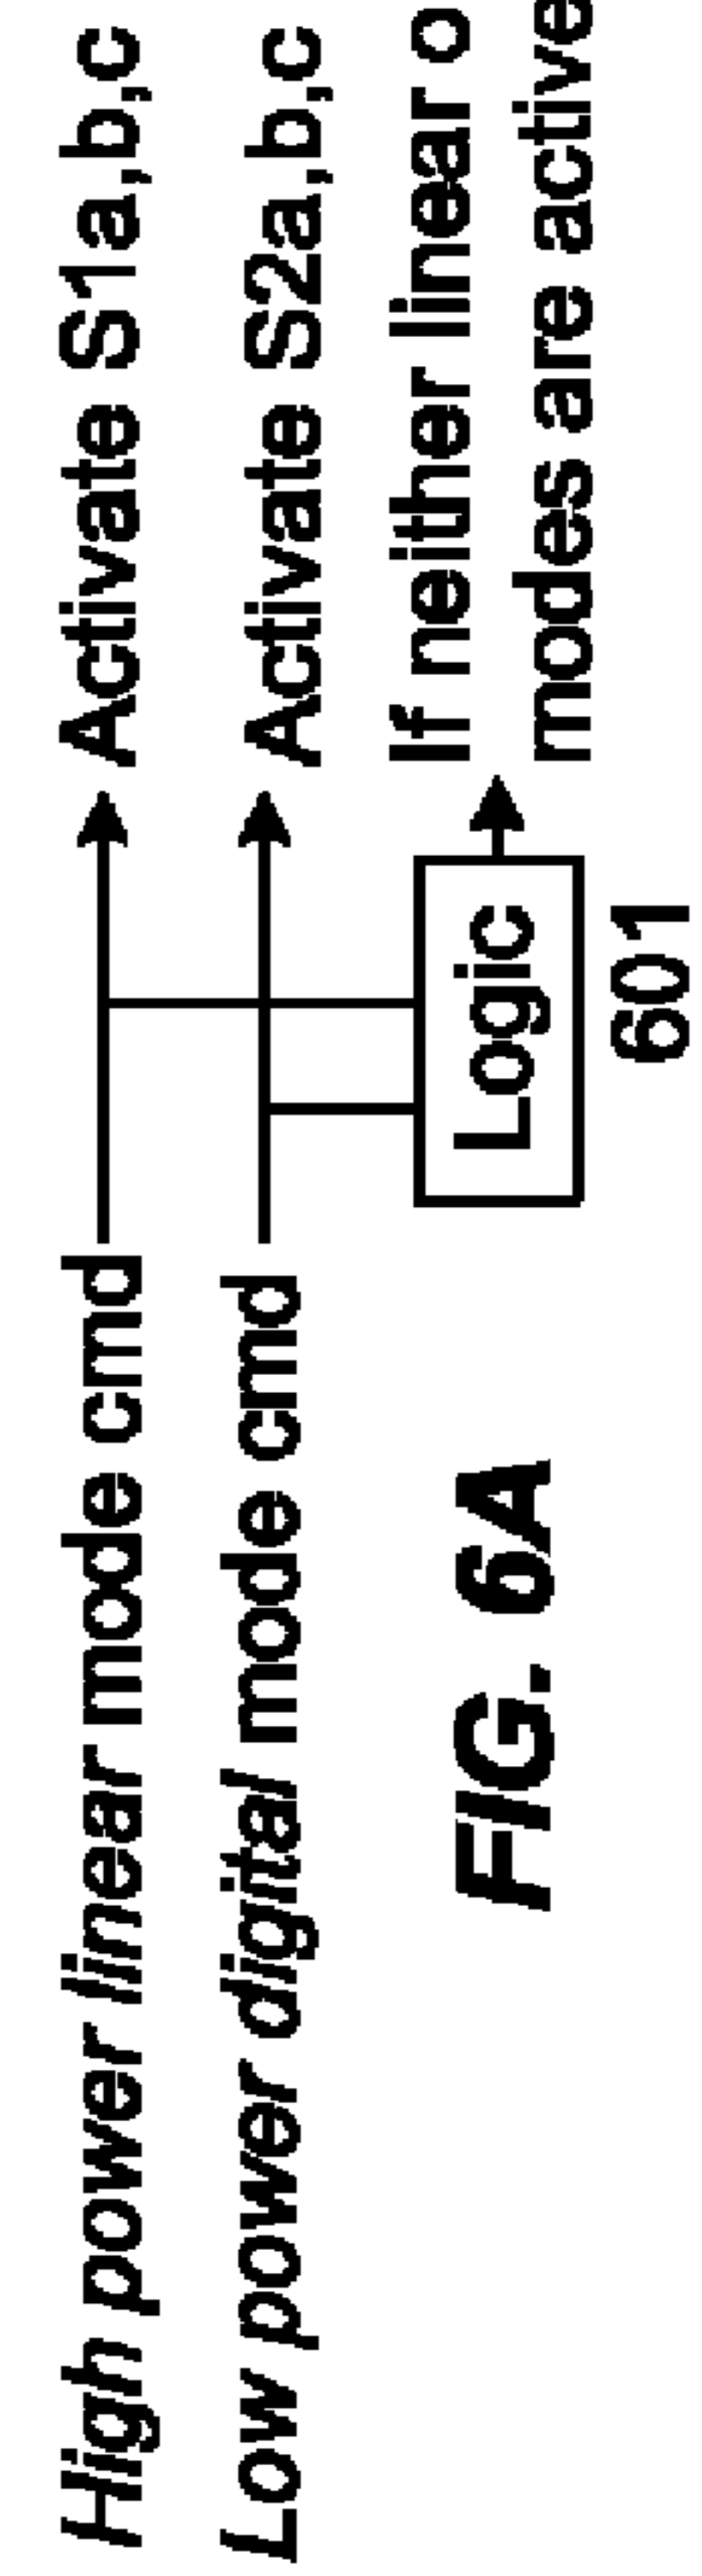 High power linear mode cmd
Activate S1a,b,c
Low power digital mode cmd
Activate S2a,b,c
Logic
If neither linear o
modes are active
601
FIG. 6A